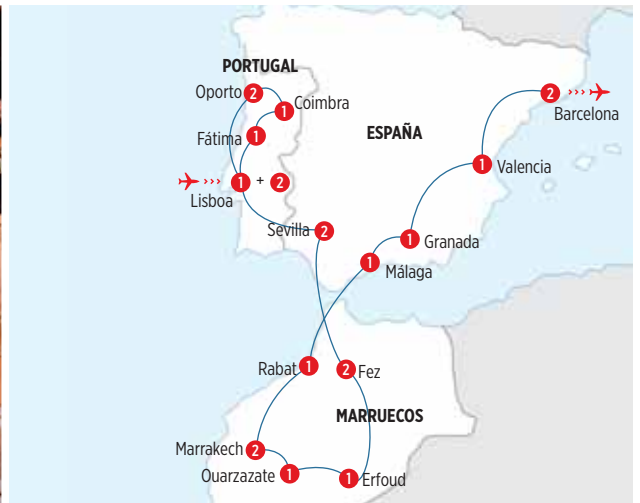 PORTUGAL
Oporto 2
1 Coimbra
Fátima 1
ESPAÑA
2
Barcelona
1 Valencia
1 + 2
Lisboa
Sevilla 2
1 Granada
1 Málaga
Rabat 1
2 Fez
MARRUECOS
Marrakech 2
1
Ouarzazate
1 Erfoud